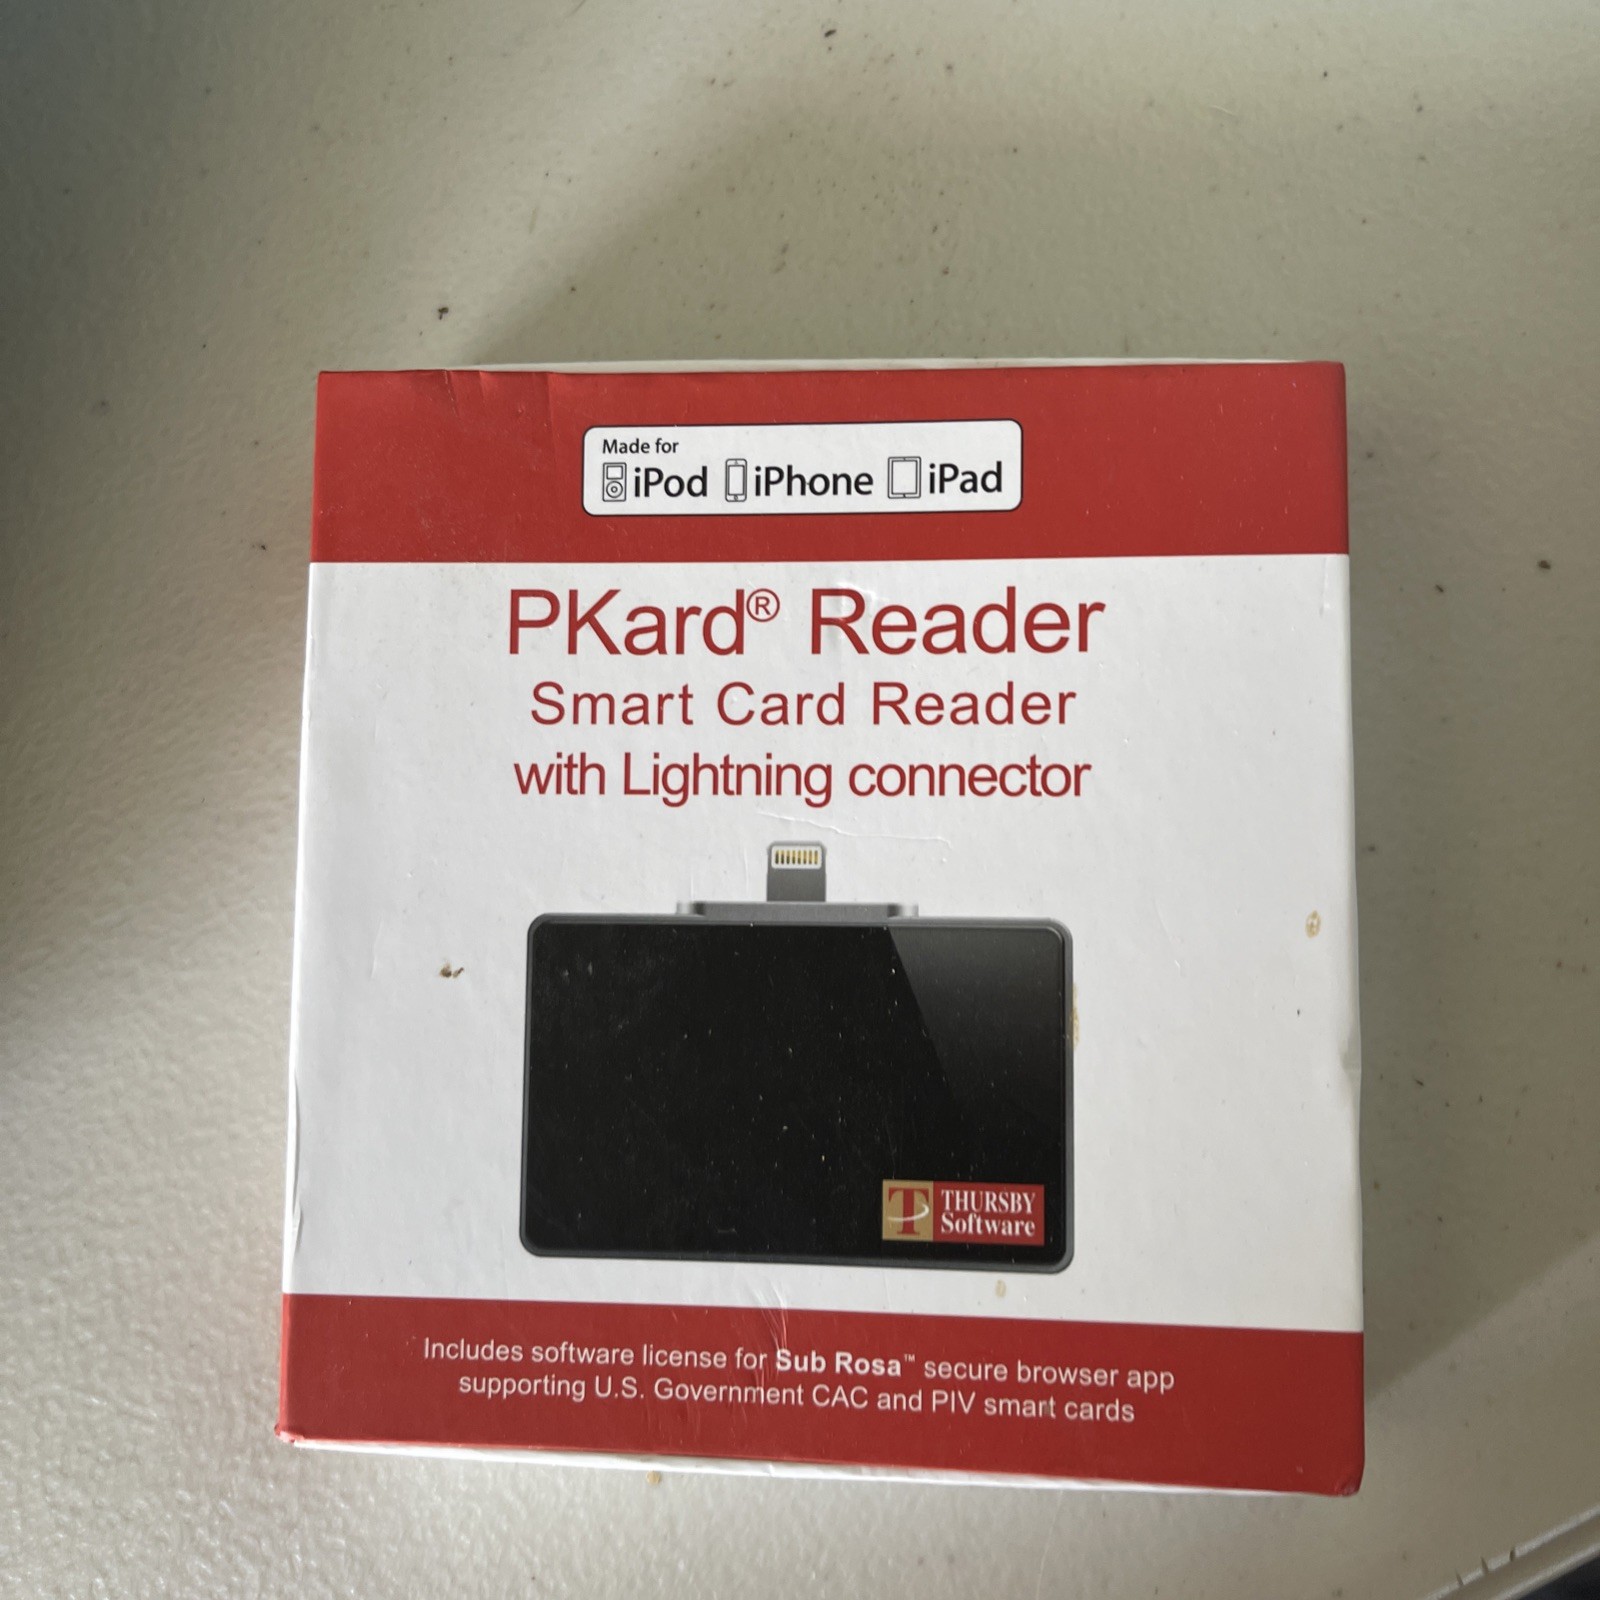 Made for
iPod iPhone iPad
PKard® Reader
Smart Card Reader
with Lightning connector
T THURSBY
Software
Includes software license for Sub Rosa™ secure browser app
supporting U.S. Government CAC and PIV smart cards